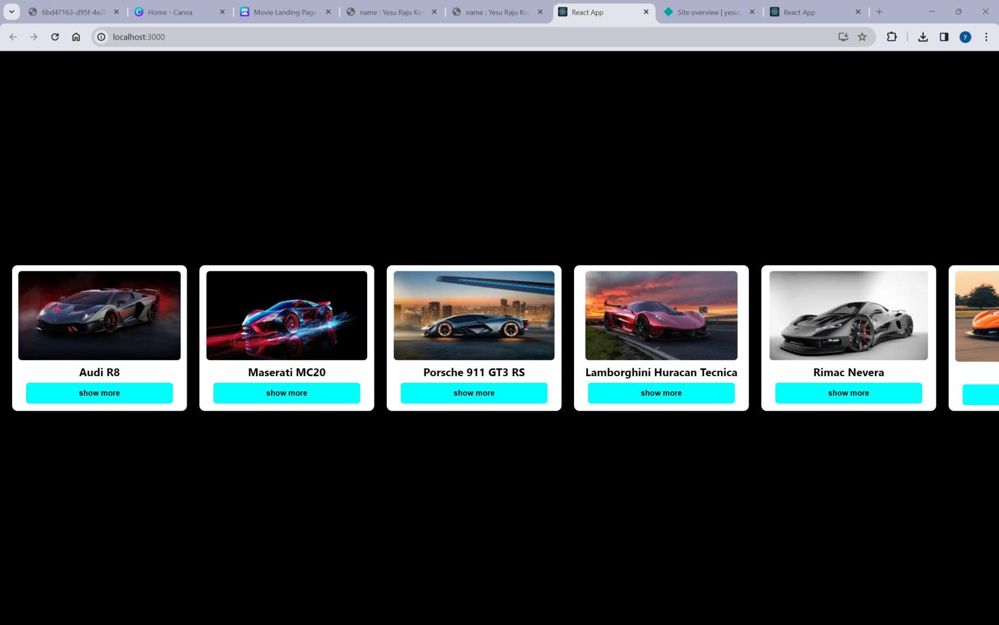 6bd47163-d95f-4e2
Home - Canva
Movie Landing Page
name : Yesu Raju Ko
name : Yesu Raju Ko
React App
Site overview | yesu
React App
localhost:3000
y
Audi R8
Maserati MC20
Porsche 911 GT3 RS
Lamborghini Huracan Tecnica
Rimac Nevera
show more
show more
show more
show more
show more